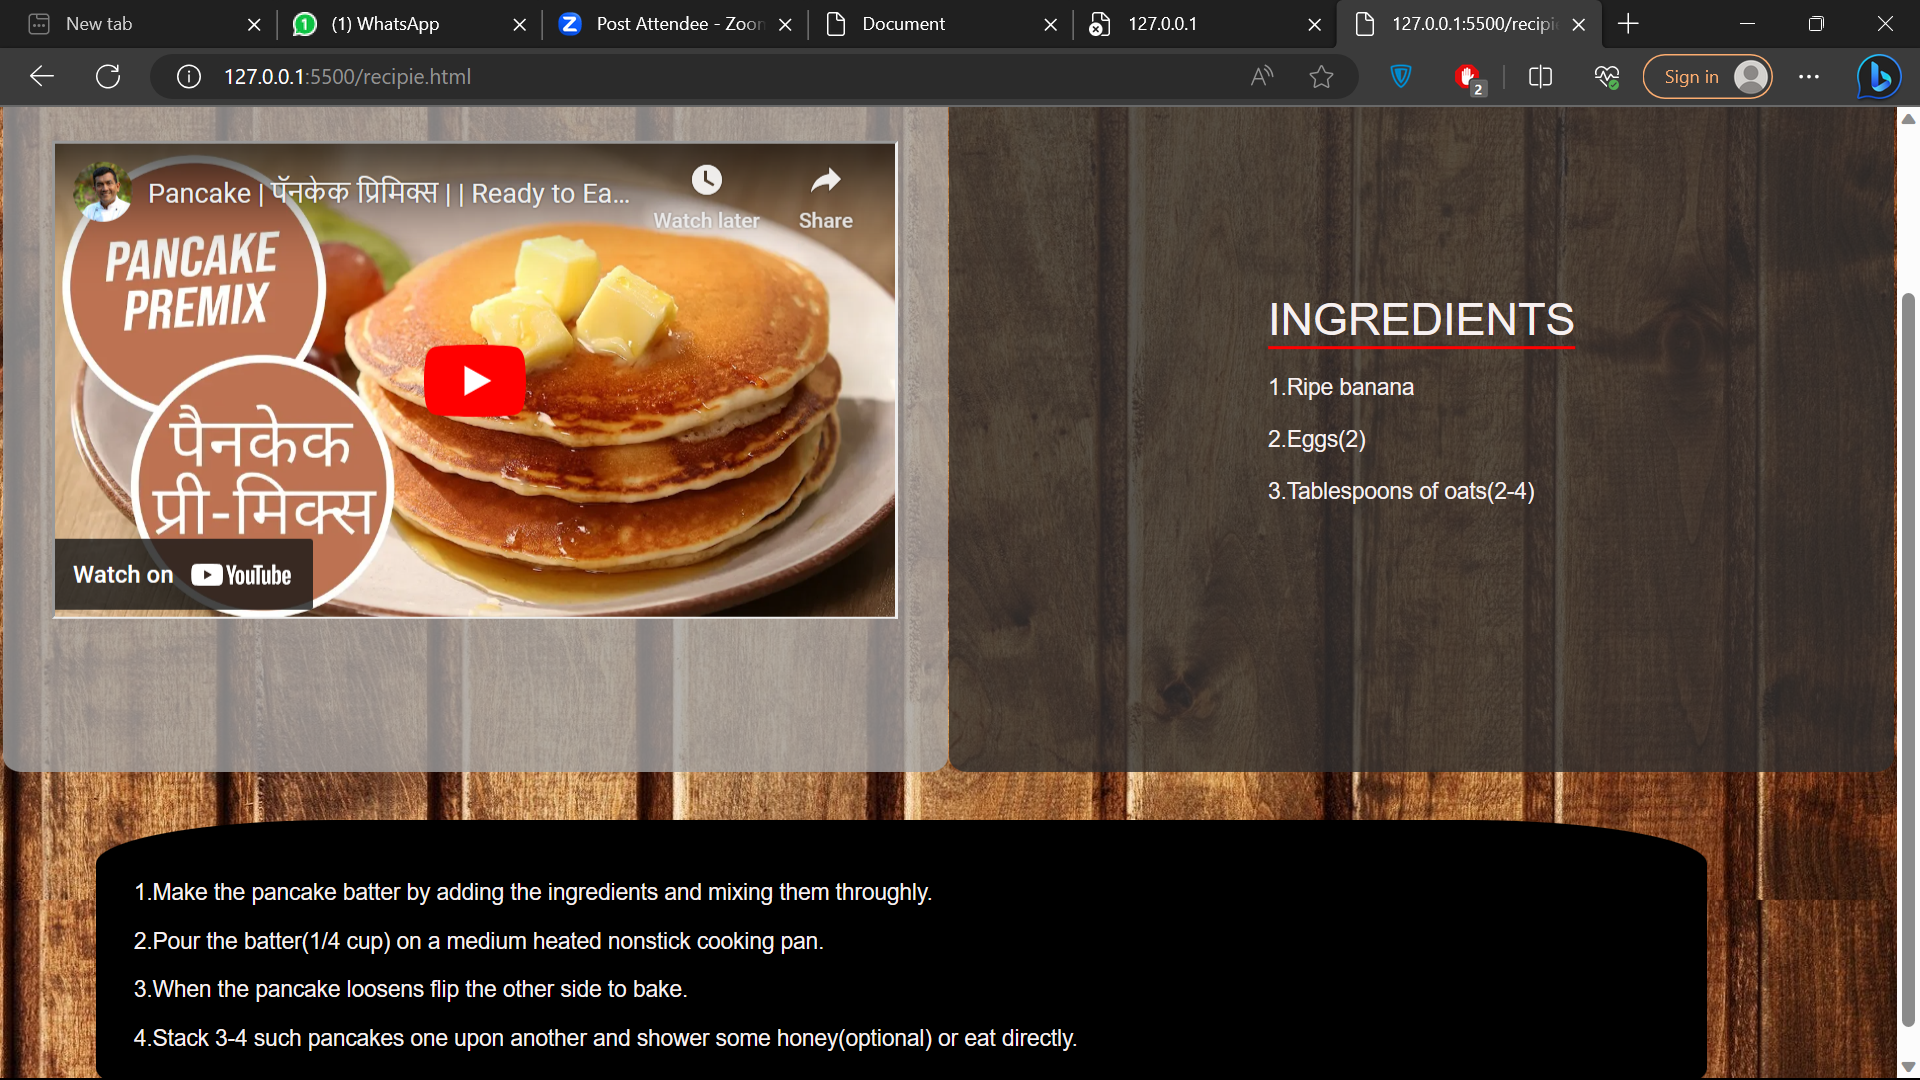 New tab
(1) WhatsApp
Post Attendee - Zoom
Document
127.0.0.1
127.0.0.1:5500/recipie
127.0.0.1:5500/recipie.html
2
Sign in
Pancake | पॅनकेक प्रिमिक्स | | Ready to Ea...
Watch later
Share
PANCAKE
PREMIX
पैनकेक
प्री-मिक्स
Watch on YouTube
INGREDIENTS
1.Ripe banana
2.Eggs(2)
3.Tablespoons of oats(2-4)
1.Make the pancake batter by adding the ingredients and mixing them throughly.
2.Pour the batter(1/4 cup) on a medium heated nonstick cooking pan.
3.When the pancake loosens flip the other side to bake.
4.Stack 3-4 such pancakes one upon another and shower some honey(optional) or eat directly.